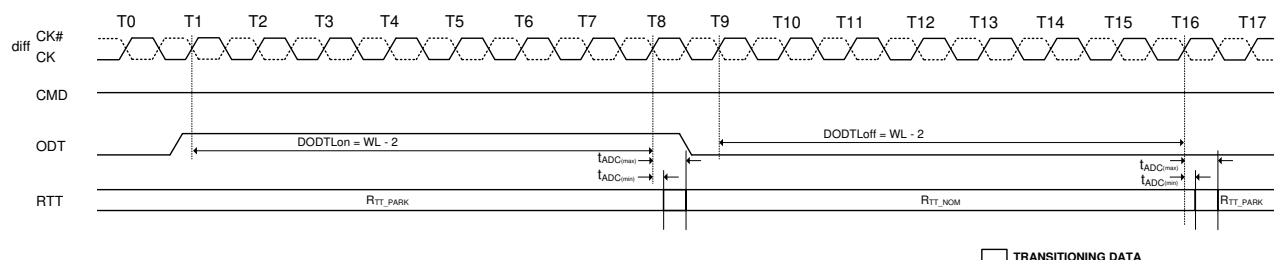 T0 T1 T2 T3 T4 T5 T6 T7 T8 T9 T10 T11 T12 T13 T14 T15 T16 T17
diff CK#
CK
CMD
ODT
DODTLon = WL - 2
DODTLoff = WL - 2
tADC(max)
tADC(max)
tADC(min)
tADC(min)
RTT
RTT_PARK
RTT_NOM
RTT_PARK
TRANSITIONING DATA